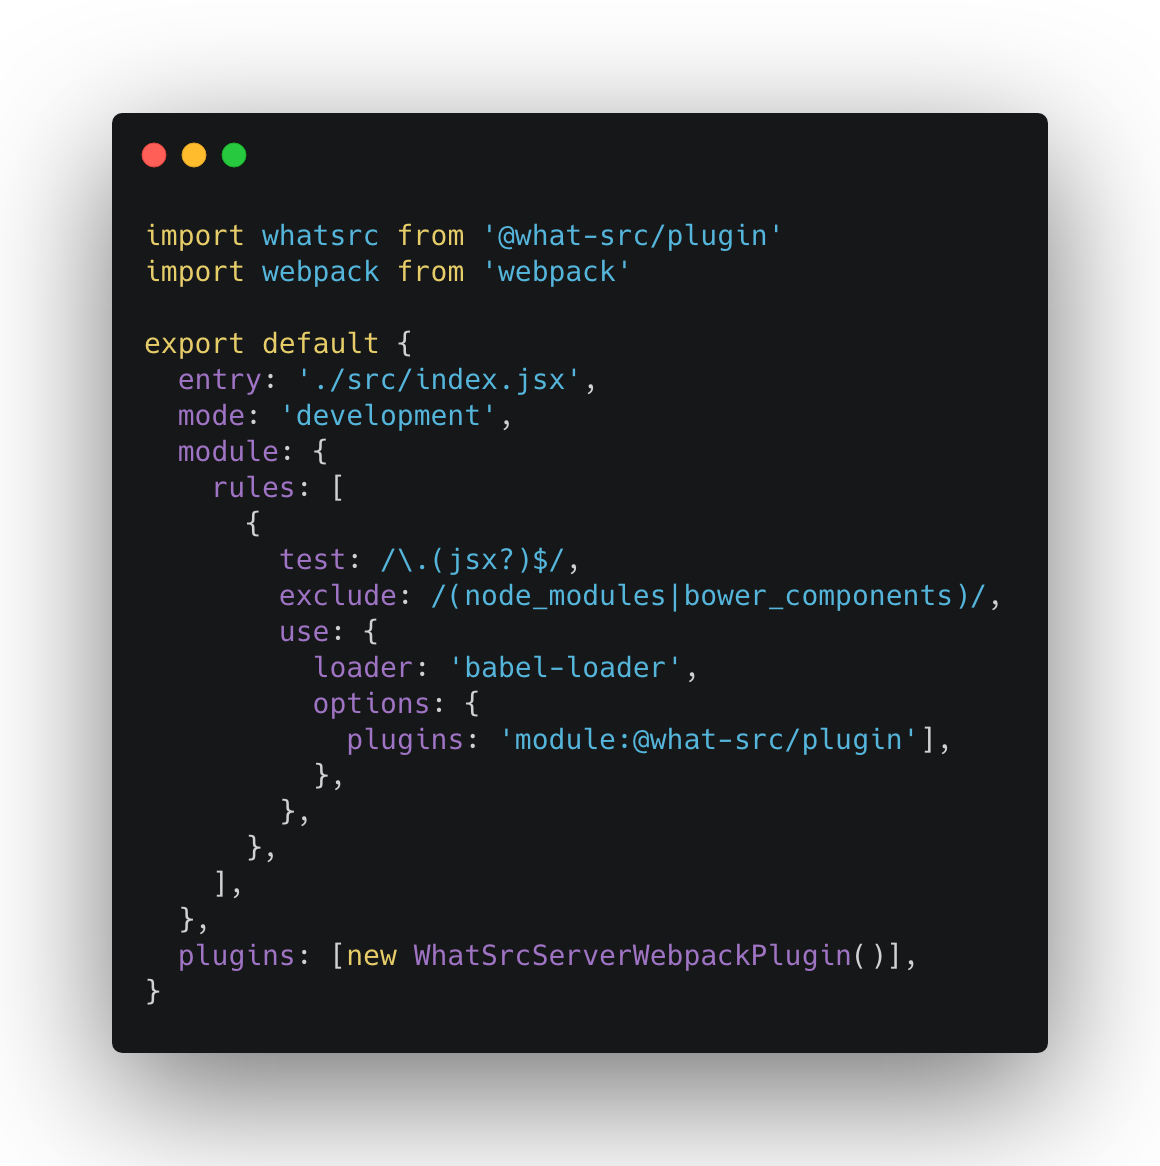 import whatsrc from '@what-src/plugin'
import webpack from 'webpack'

export default {
  entry: './src/index.jsx',
  mode: 'development',
  module: {
    rules: [
      {
        test: /\.(jsx?)$/,
        exclude: /(node_modules|bower_components)/,
        use: {
          loader: 'babel-loader',
          options: {
            plugins: 'module:@what-src/plugin'],
          },
        },
      },
    ],
  },
  plugins: [new WhatSrcServerWebpackPlugin()],
}